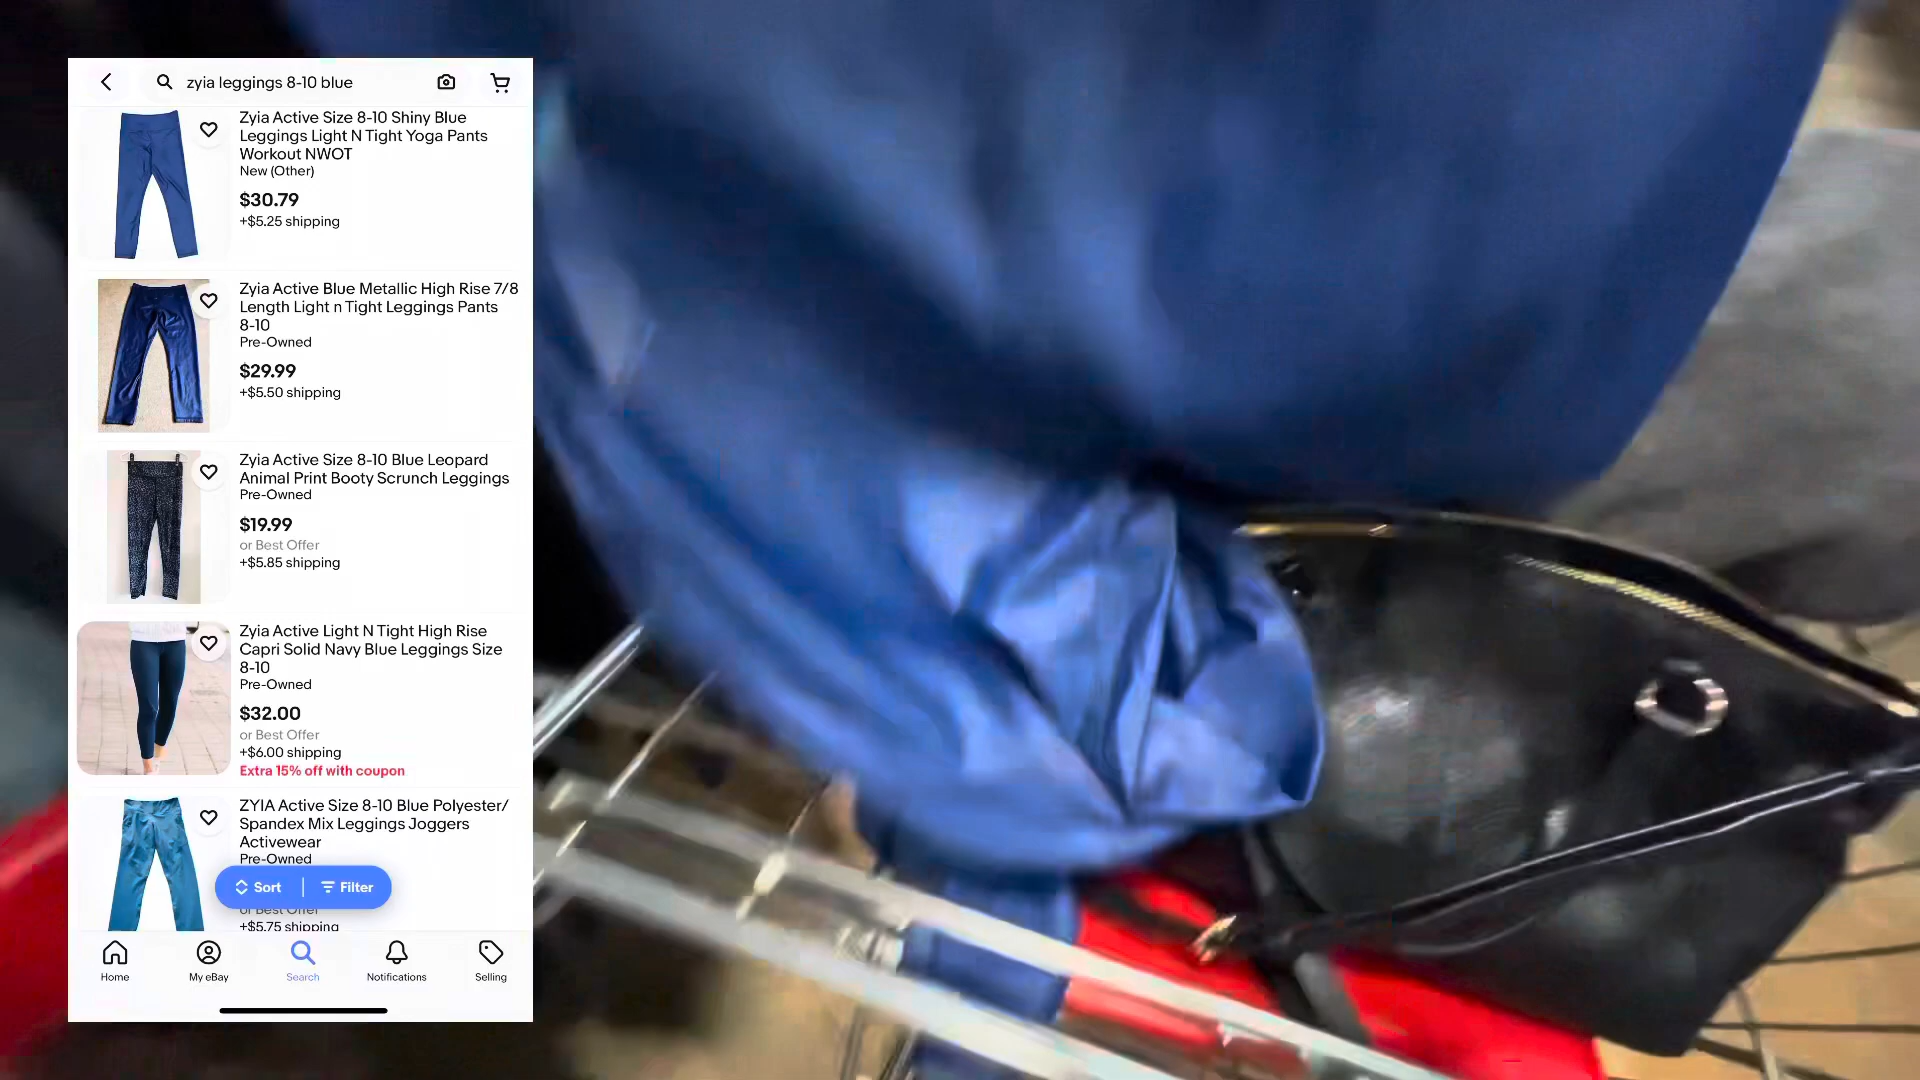 zyia leggings 8-10 blue
Zyia Active Size 8-10 Shiny Blue
Leggings Light N Tight Yoga Pants
Workout NWOT
New (Other)
$30.79
+$5.25 shipping
Zyia Active Blue Metallic High Rise 7/8
Length Light n Tight Leggings Pants
8-10
Pre-Owned
$29.99
+$5.50 shipping
Zyia Active Size 8-10 Blue Leopard
Animal Print Booty Scrunch Leggings
Pre-Owned
$19.99
or Best Offer
+$5.85 shipping
Zyia Active Light N Tight High Rise
Capri Solid Navy Blue Leggings Size
8-10
Pre-Owned
$32.00
or Best Offer
+$6.00 shipping
Extra 15% off with coupon
ZYIA Active Size 8-10 Blue Polyester/
Spandex Mix Leggings Joggers
Activewear
Pre-Owned
Sort
Filter
or Best Offer
+$5.75 shipping
Home
My eBay
Search
Notifications
Selling